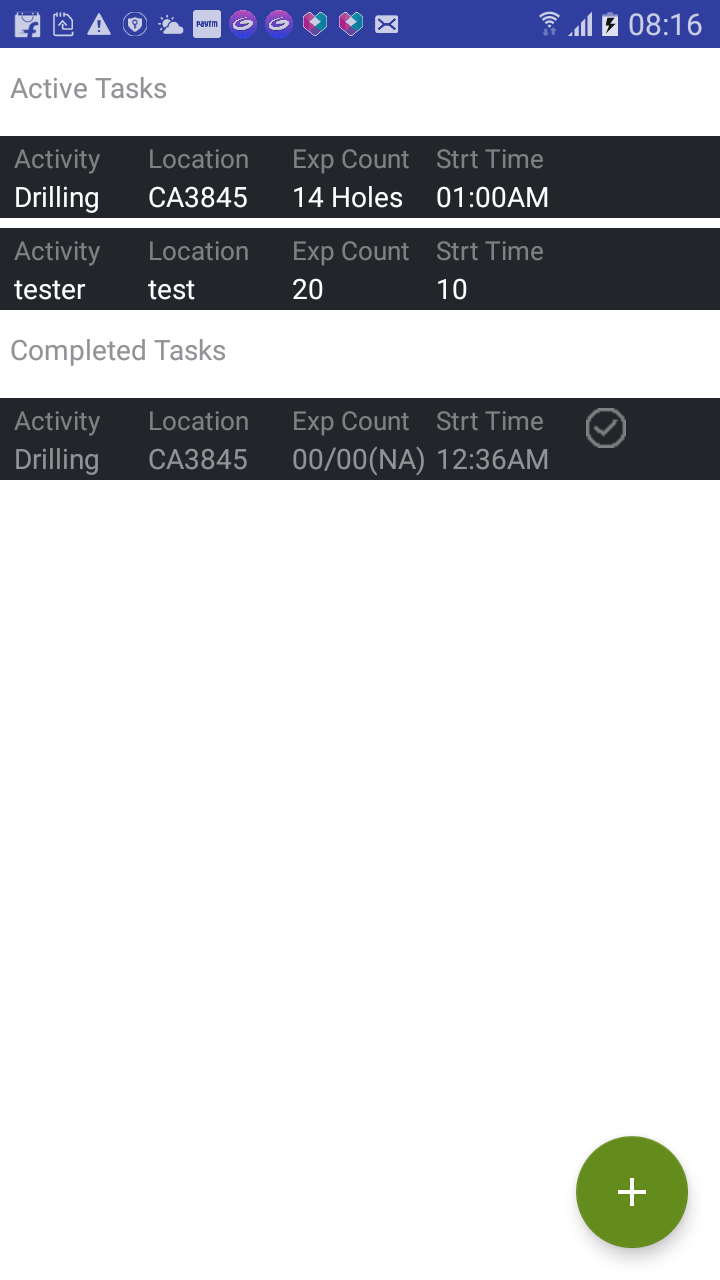 Paytm 08:16
Active Tasks
Activity Location Exp Count Strt Time
Drilling CA3845 14 Holes 01:00AM
Activity Location Exp Count Strt Time
tester test 20 10
Completed Tasks
Activity Location Exp Count Strt Time
Drilling CA3845 00/00(NA) 12:36AM
+